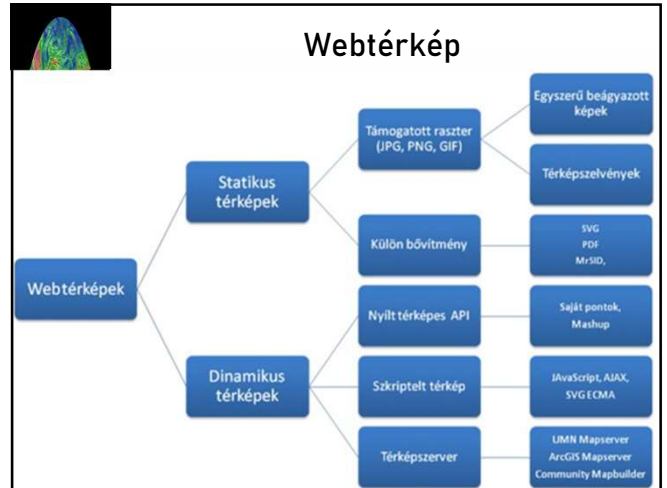 Webtérkép
Webtérképek
Statikus
térképek
Támogatott raszter
(JPG, PNG, GIF)
Egyszerű beágyazott
képek
Térképszelvények
Külön bővítmény
SVG
PDF
MrSID,
Dinamikus
térképek
Nyílt térképes API
Saját pontok,
Mashup
Szkriptelt térkép
JAvaScript, AJAX,
SVG ECMA
Térképszerver
UMN Mapserver
ArcGIS Mapserver
Community Mapbuilder